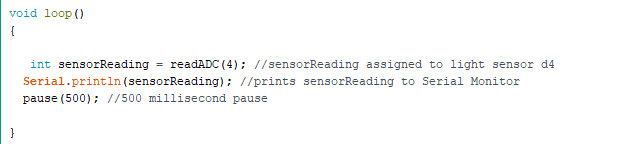 void loop()
{
int sensorReading = readADC(4); //sensorReading assigned to light sensor d4
Serial.println(sensorReading); //prints sensorReading to Serial Monitor
pause(500); //500 millisecond pause
}